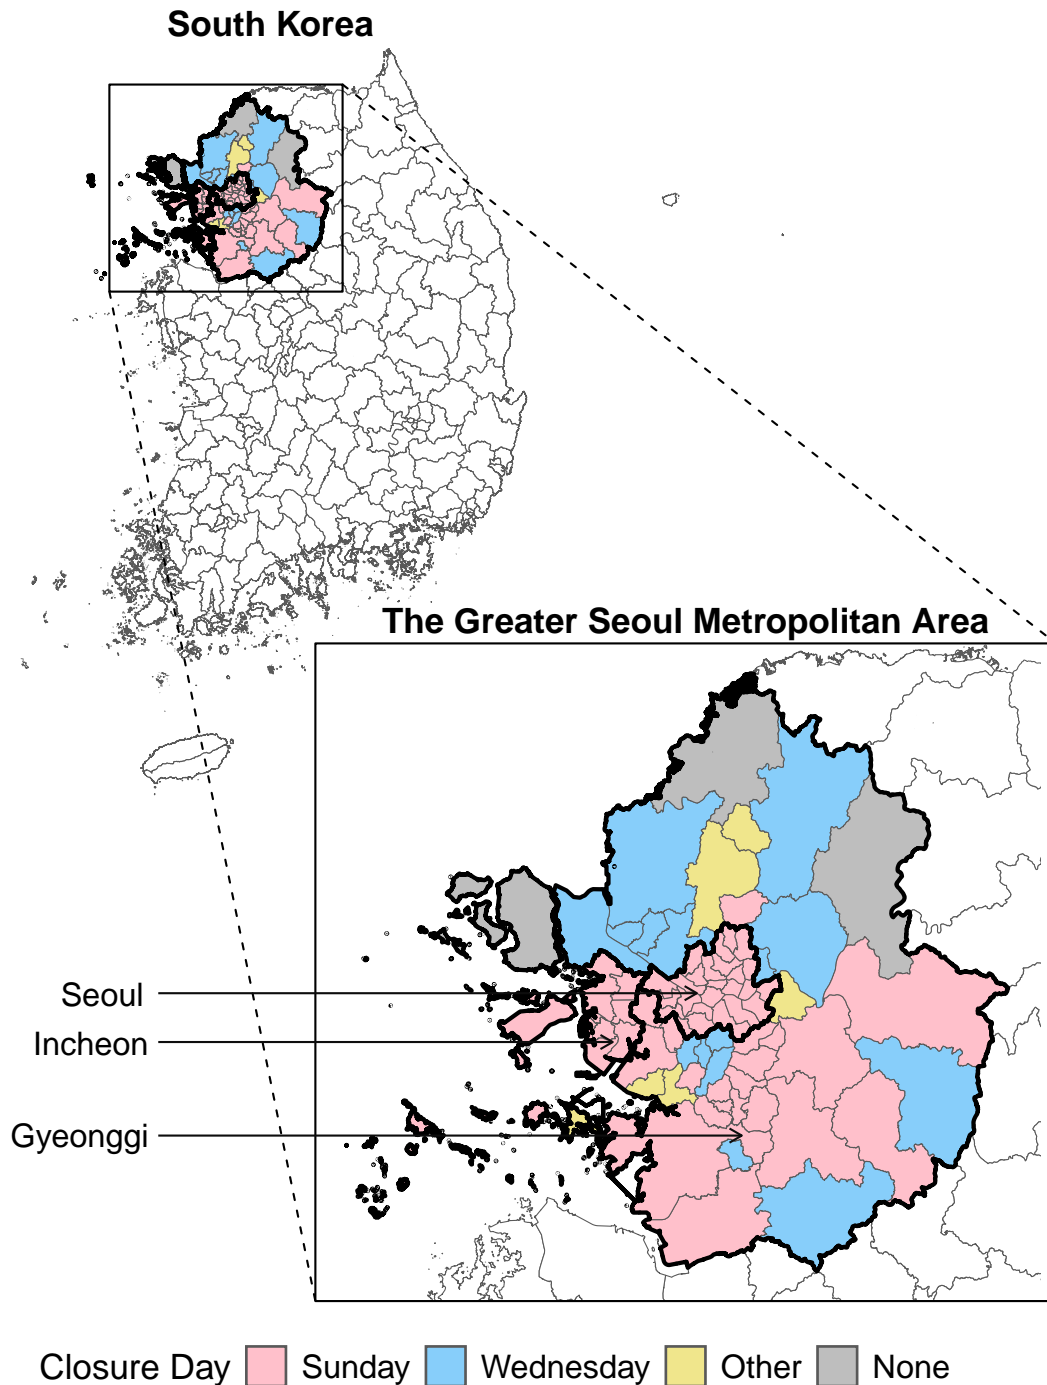 South Korea
The Greater Seoul Metropolitan Area
Seoul
Incheon
Gyeonggi
Closure Day Sunday Wednesday Other None